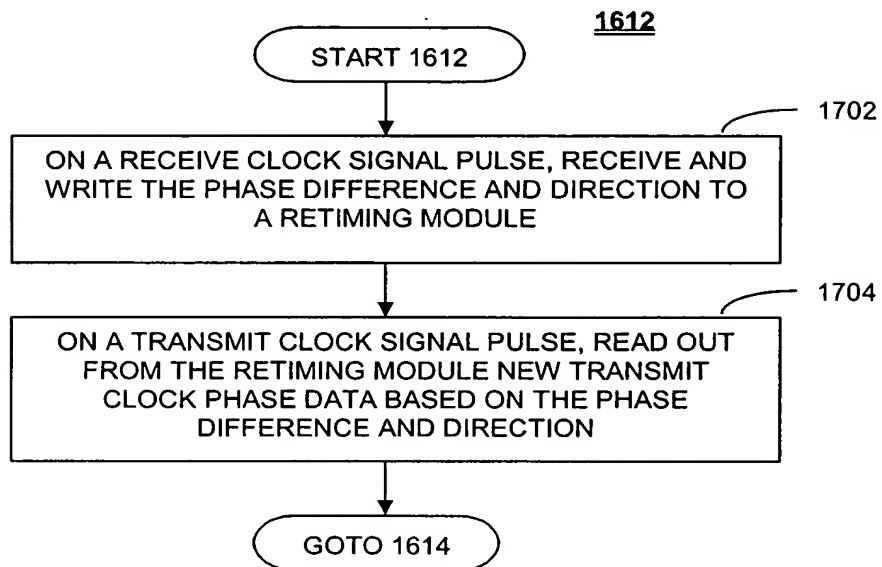 1612
START 1612
1702
ON A RECEIVE CLOCK SIGNAL PULSE, RECEIVE AND
WRITE THE PHASE DIFFERENCE AND DIRECTION TO
A RETIMING MODULE
1704
ON A TRANSMIT CLOCK SIGNAL PULSE, READ OUT
FROM THE RETIMING MODULE NEW TRANSMIT
CLOCK PHASE DATA BASED ON THE PHASE
DIFFERENCE AND DIRECTION
GOTO 1614